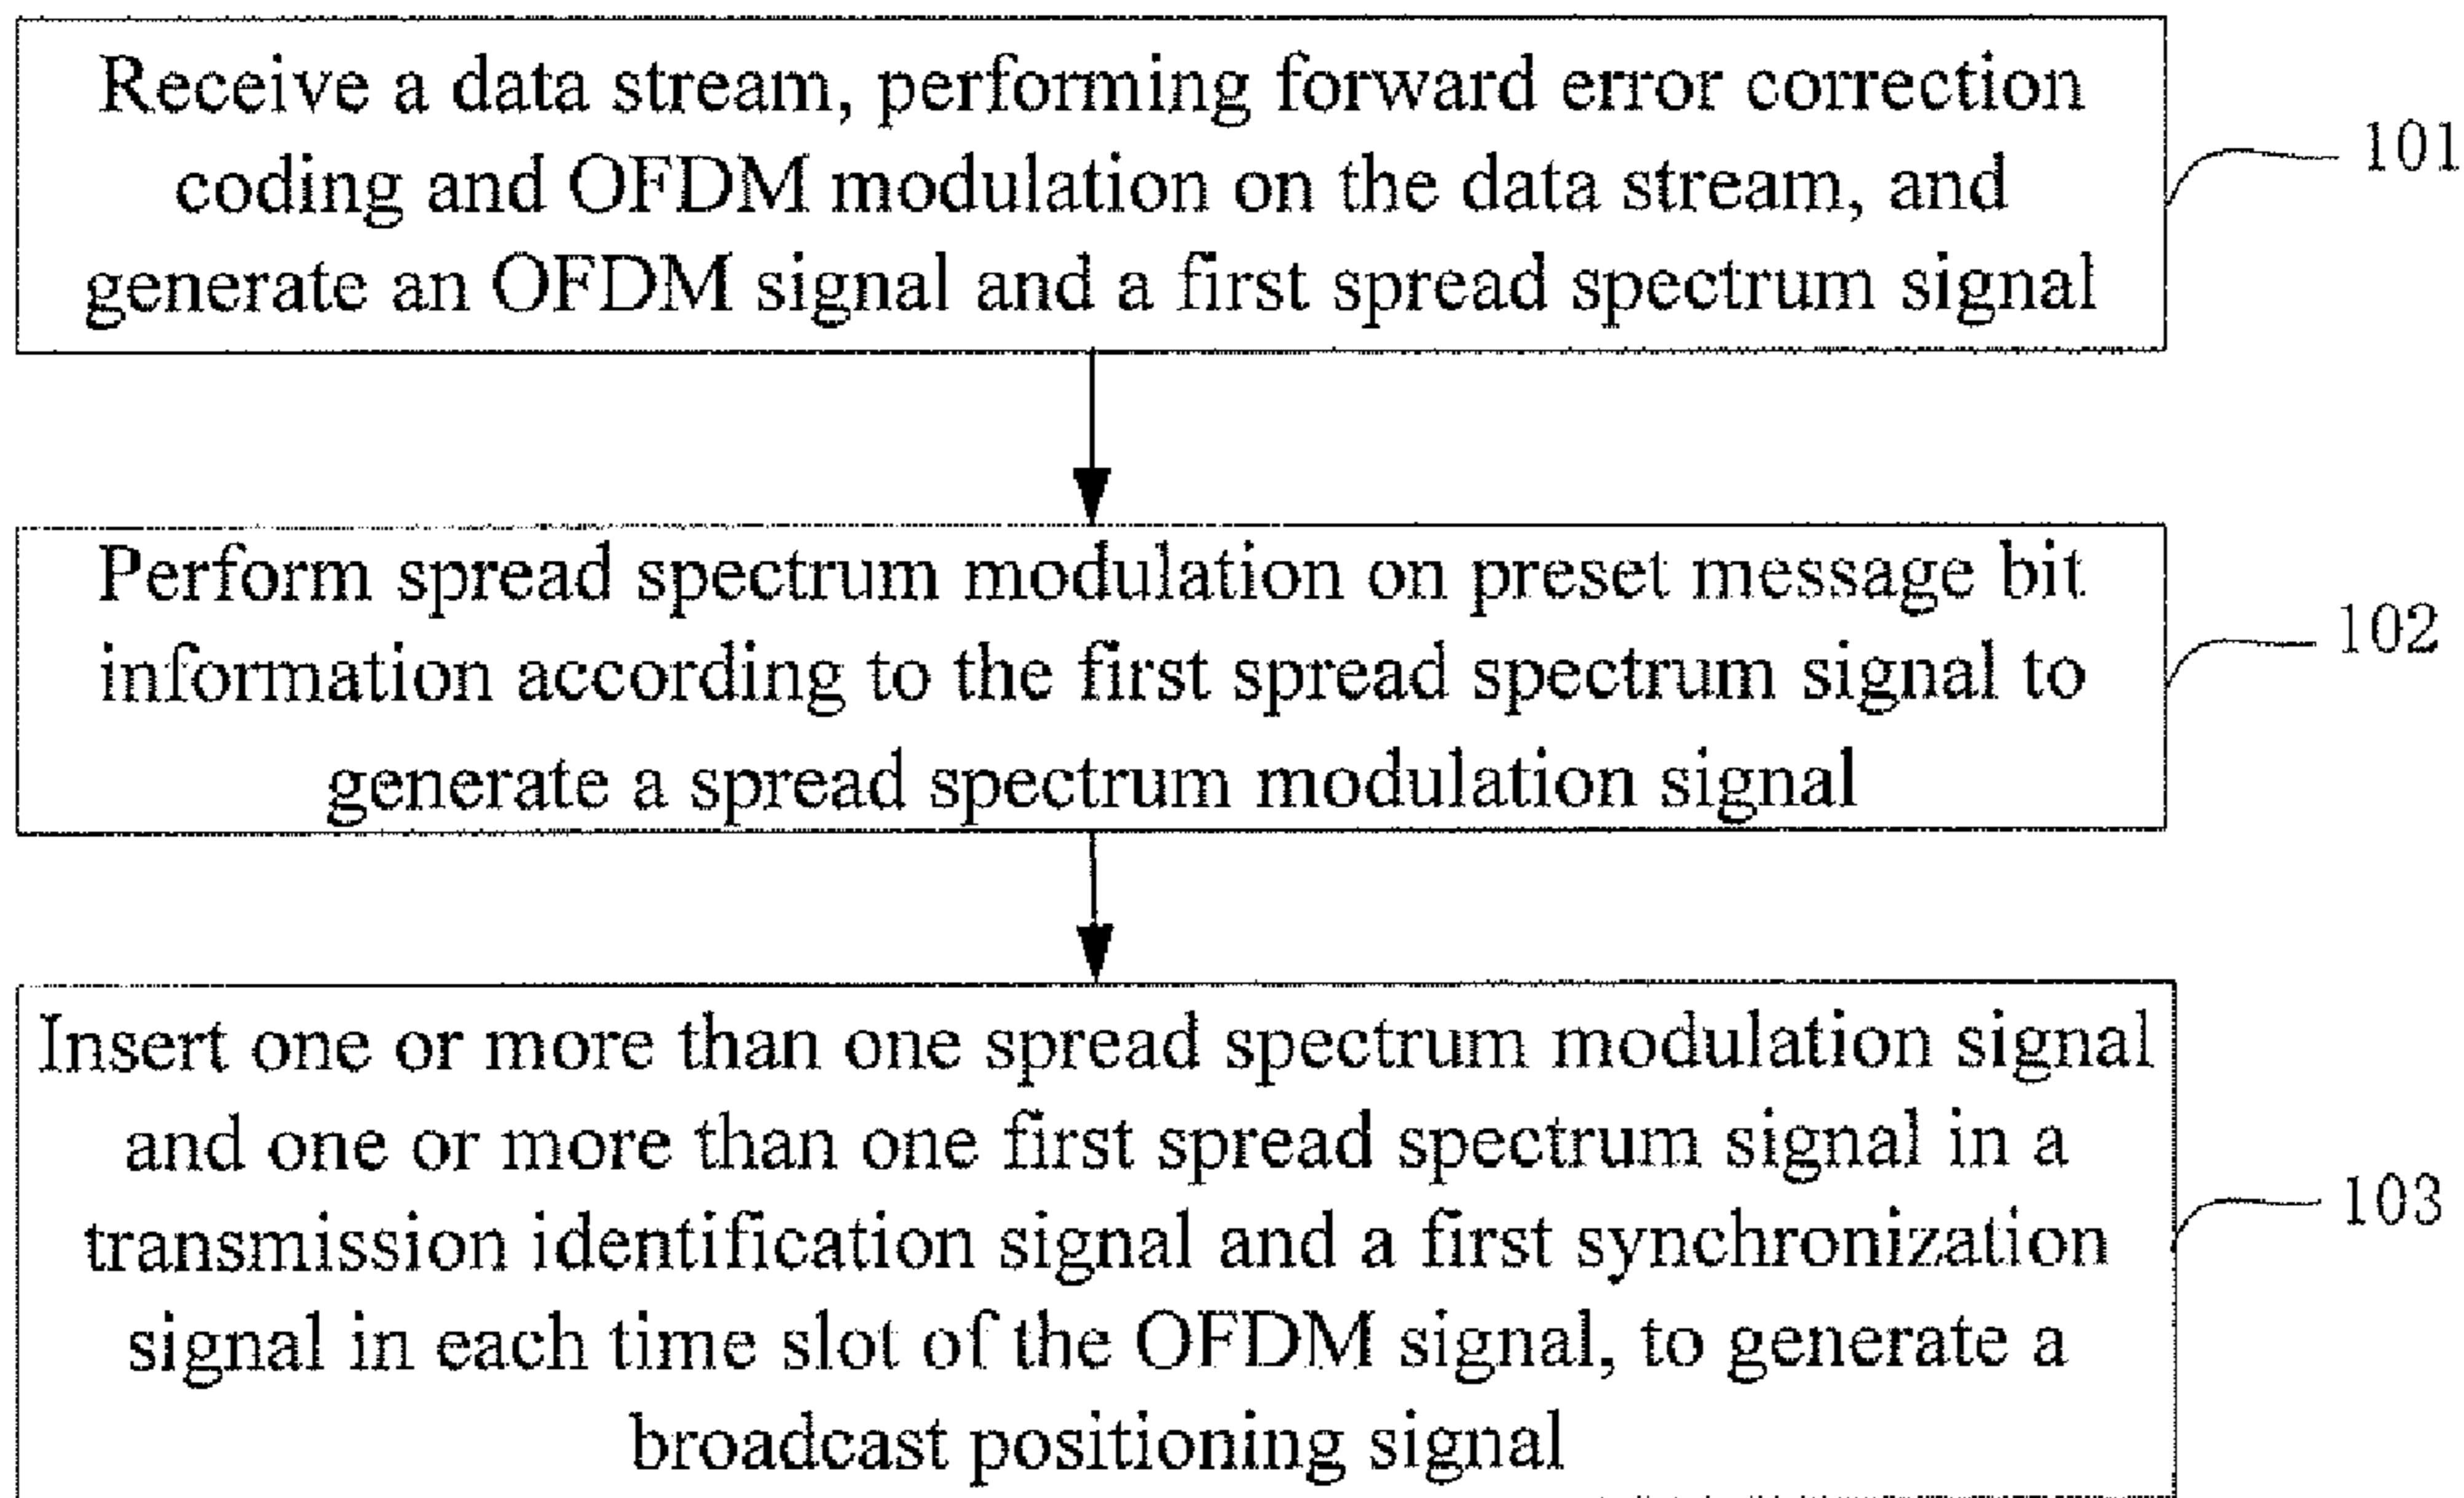 Receive a data stream, performing forward error correction
coding and OFDM modulation on the data stream, and
generate an OFDM signal and a first spread spectrum signal
101
Perform spread spectrum modulation on preset message bit
information according to the first spread spectrum signal to
generate a spread spectrum modulation signal
102
Insert one or more than one spread spectrum modulation signal
and one or more than one first spread spectrum signal in a
transmission identification signal and a first synchronization
signal in each time slot of the OFDM signal, to generate a
broadcast positioning signal
103